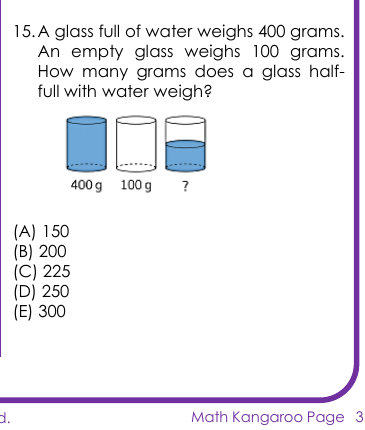 15. A glass full of water weighs 400 grams.
An empty glass weighs 100 grams.
How many grams does a glass half-
full with water weigh?
400 g 100 g ?
(A) 150
(B) 200
(C) 225
(D) 250
(E) 300
d. Math Kangaroo Page 3